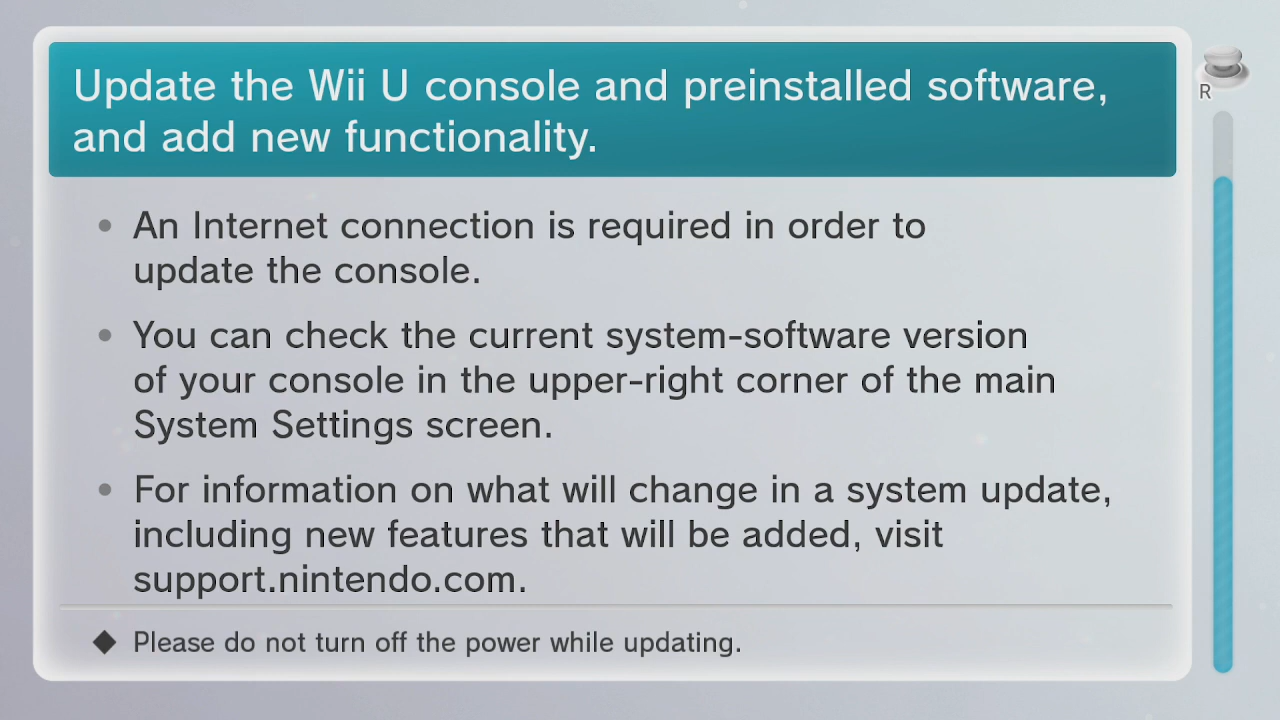 Update the Wii U console and preinstalled software,
and add new functionality.
R
• An Internet connection is required in order to
update the console.
• You can check the current system-software version
of your console in the upper-right corner of the main
System Settings screen.
• For information on what will change in a system update,
including new features that will be added, visit
support.nintendo.com.
◆ Please do not turn off the power while updating.